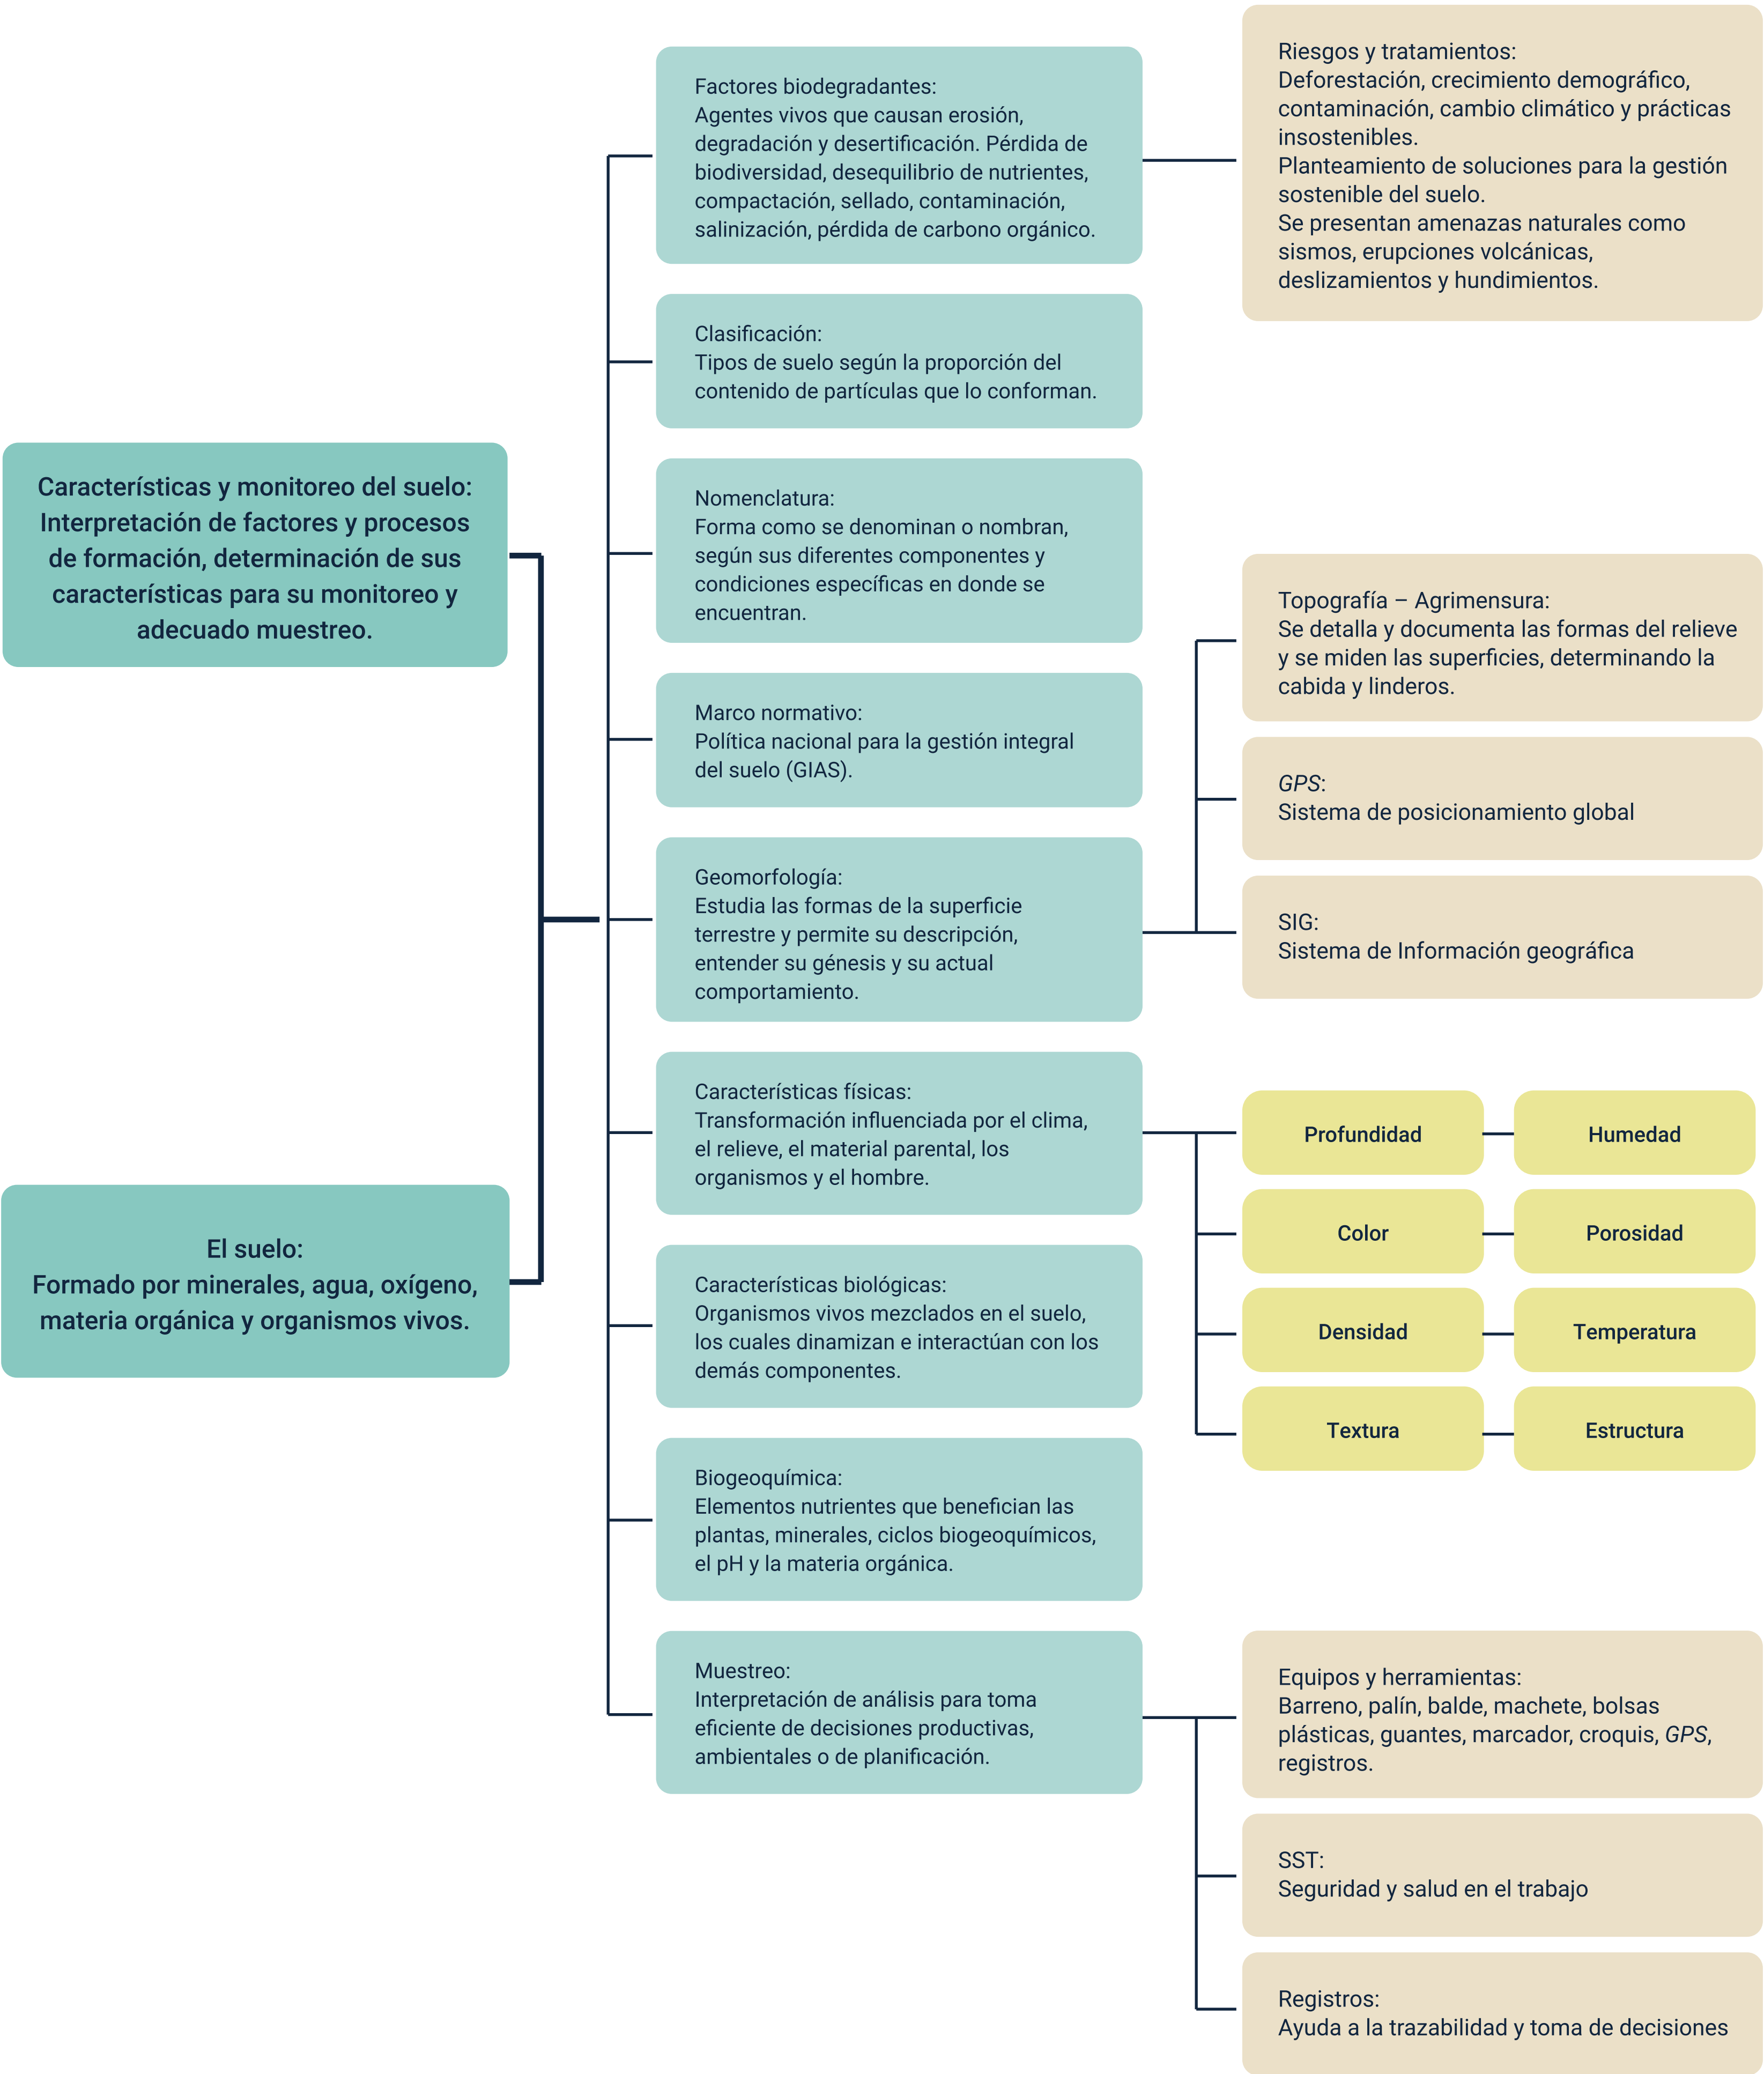 Características y monitoreo del suelo:
Interpretación de factores y procesos
de formación, determinación de sus
características para su monitoreo y
adecuado muestreo.
El suelo:
Formado por minerales, agua, oxígeno,
materia orgánica y organismos vivos.
Factores biodegradantes:
Agentes vivos que causan erosión,
degradación y desertificación. Pérdida de
biodiversidad, desequilibrio de nutrientes,
compactación, sellado, contaminación,
salinización, pérdida de carbono orgánico.
Riesgos y tratamientos:
Deforestación, crecimiento demográfico,
contaminación, cambio climático y prácticas
insostenibles.
Planteamiento de soluciones para la gestión
sostenible del suelo.
Se presentan amenazas naturales como
sismos, erupciones volcánicas,
deslizamientos y hundimientos.
Clasificación:
Tipos de suelo según la proporción del
contenido de partículas que lo conforman.
Nomenclatura:
Forma como se denominan o nombran,
según sus diferentes componentes y
condiciones específicas en donde se
encuentran.
Marco normativo:
Política nacional para la gestión integral
del suelo (GIAS).
Geomorfología:
Estudia las formas de la superficie
terrestre y permite su descripción,
entender su génesis y su actual
comportamiento.
Topografía – Agrimensura:
Se detalla y documenta las formas del relieve
y se miden las superficies, determinando la
cabida y linderos.
GPS:
Sistema de posicionamiento global
SIG:
Sistema de Información geográfica
Características físicas:
Transformación influenciada por el clima,
el relieve, el material parental, los
organismos y el hombre.
Profundidad
Humedad
Color
Porosidad
Densidad
Temperatura
Textura
Estructura
Características biológicas:
Organismos vivos mezclados en el suelo,
los cuales dinamizan e interactúan con los
demás componentes.
Biogeoquímica:
Elementos nutrientes que benefician las
plantas, minerales, ciclos biogeoquímicos,
el pH y la materia orgánica.
Muestreo:
Interpretación de análisis para toma
eficiente de decisiones productivas,
ambientales o de planificación.
Equipos y herramientas:
Barreno, palín, balde, machete, bolsas
plásticas, guantes, marcador, croquis, GPS,
registros.
SST:
Seguridad y salud en el trabajo
Registros:
Ayuda a la trazabilidad y toma de decisiones